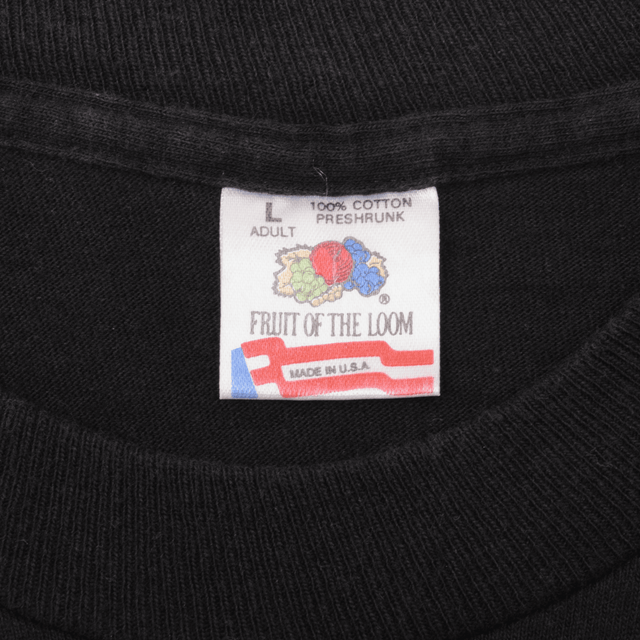 L 100% COTTON
ADULT PRESHRUNK
®
FRUIT OF THE LOOM
MADE IN U.S.A.